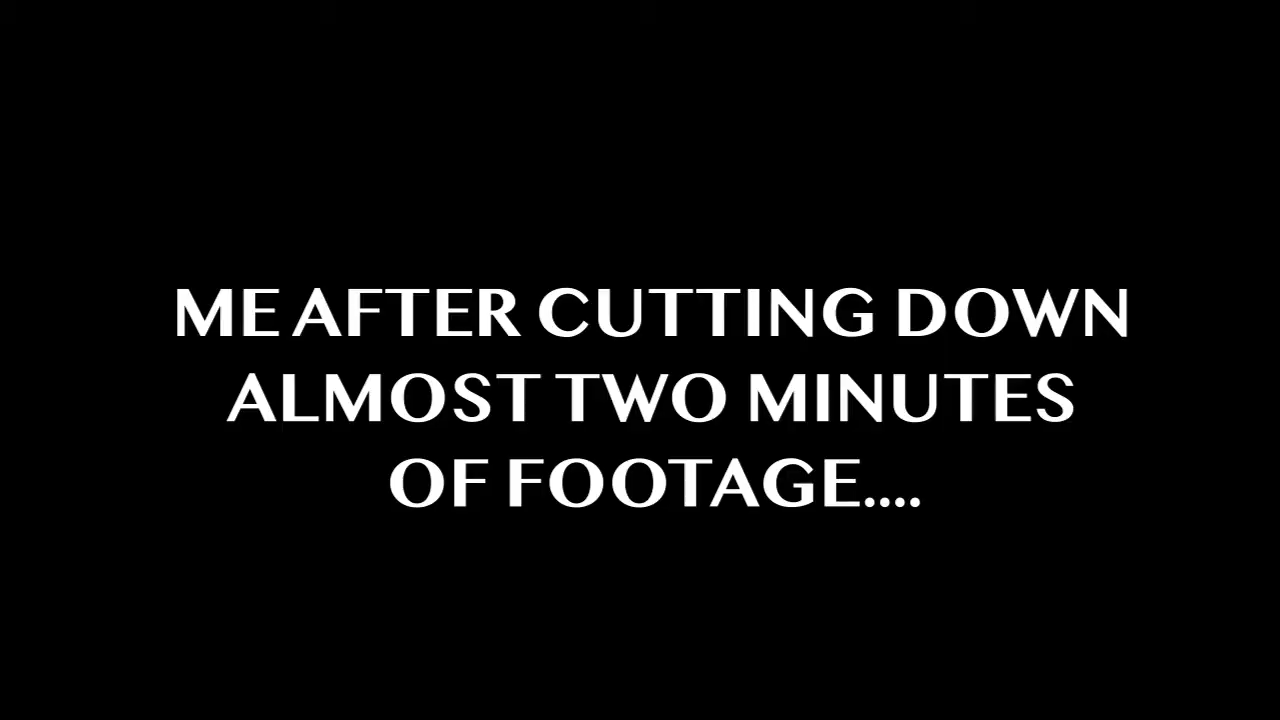 ME AFTER CUTTING DOWN
ALMOST TWO MINUTES
OF FOOTAGE....